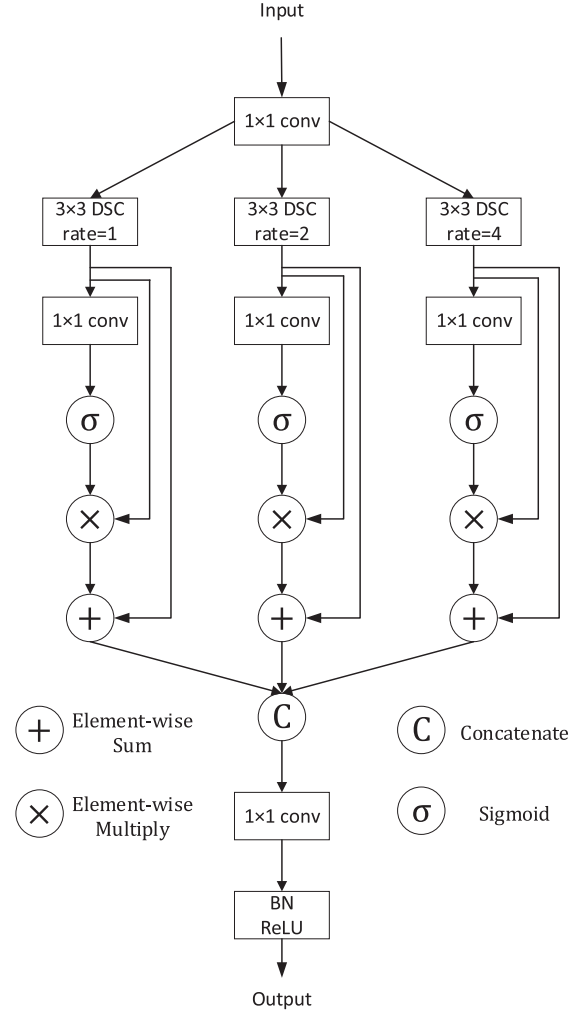 Input
1×1 conv
3×3 DSC
rate=1
3×3 DSC
rate=2
3×3 DSC
rate=4
1×1 conv
1×1 conv
1×1 conv
σ
σ
σ
×
×
×
+
+
+
C
+
Element-wise
Sum
C
Concatenate
×
Element-wise
Multiply
σ
Sigmoid
1×1 conv
BN
ReLU
Output